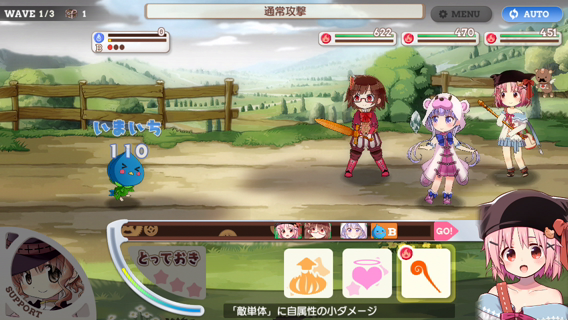 WAVE 1/3 1
通常攻撃
MENU
AUTO
0
B
622
470
451
いまいち
110
B
GO!
とっておき
SUPPORT
「敵単体」に自属性の小ダメージ